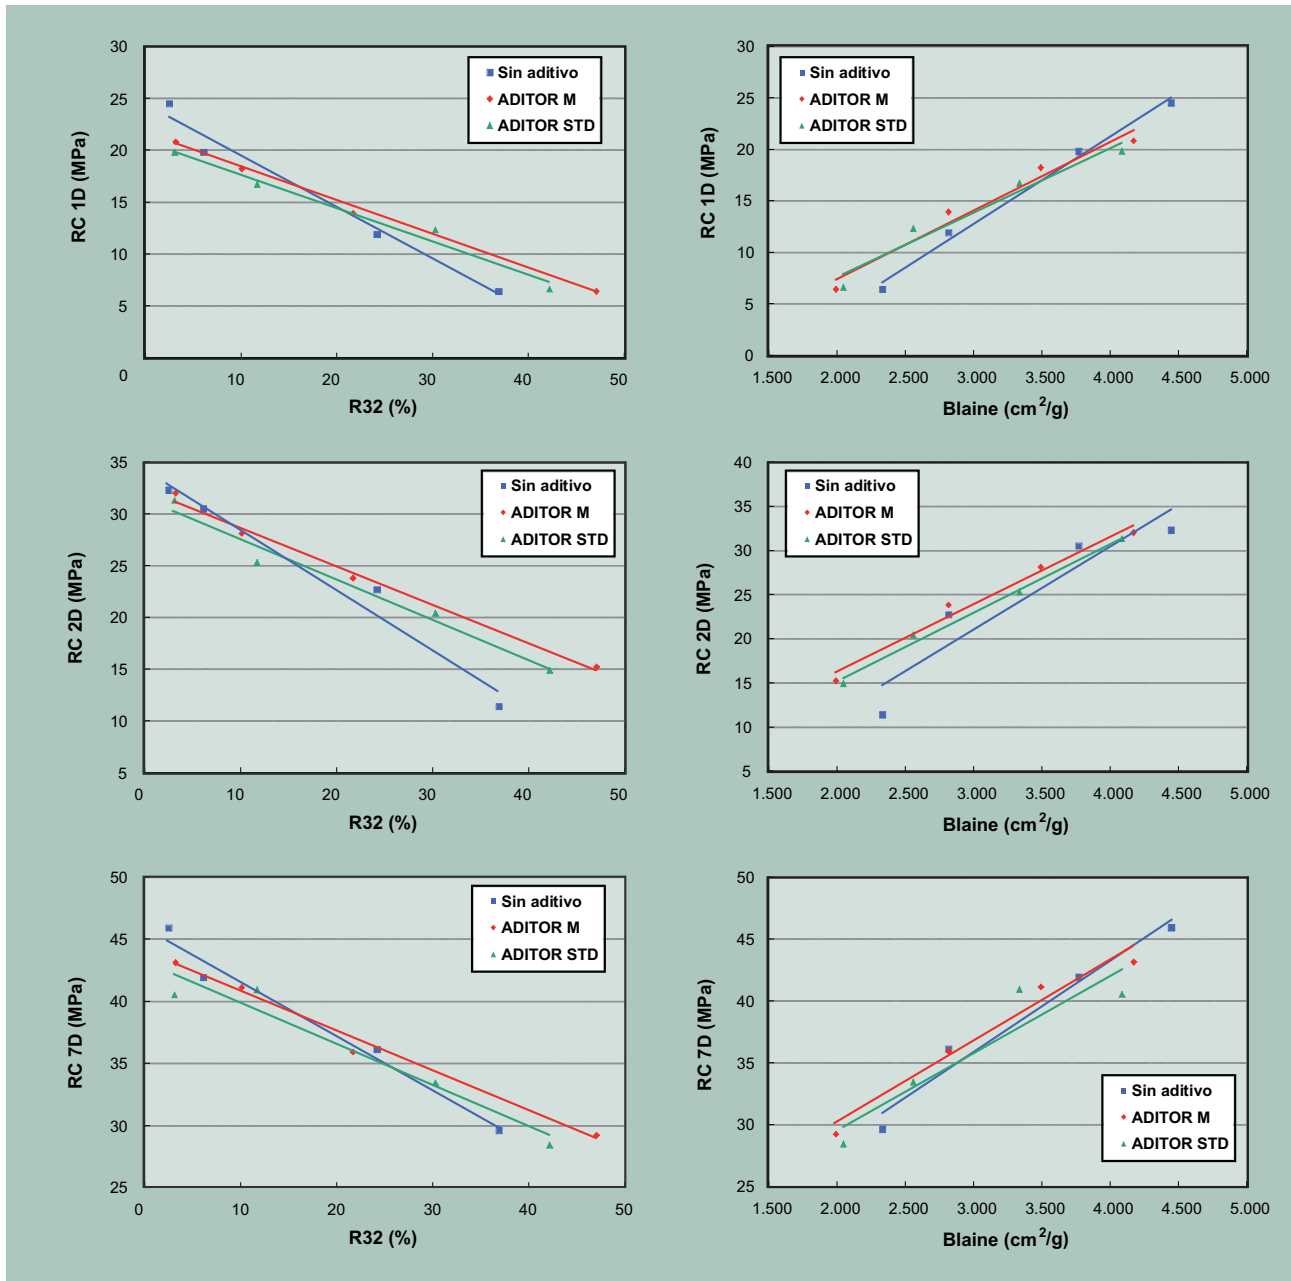 30
25
20
15
10
5
0
RC 1D (MPa)
Sin aditivo
ADITOR M
ADITOR STD
10 20 30 40 50
R32 (%)
30
25
20
15
10
5
0
RC 1D (MPa)
Sin aditivo
ADITOR M
ADITOR STD
1.500 2.000 2.500 3.000 3.500 4.000 4.500 5.000
Blaine (cm²/g)
35
30
25
20
15
10
5
RC 2D (MPa)
Sin aditivo
ADITOR M
ADITOR STD
0 10 20 30 40 50
R32 (%)
40
35
30
25
20
15
10
5
RC 2D (MPa)
Sin aditivo
ADITOR M
ADITOR STD
1.500 2.000 2.500 3.000 3.500 4.000 4.500 5.000
Blaine (cm²/g)
50
45
40
35
30
25
RC 7D (MPa)
Sin aditivo
ADITOR M
ADITOR STD
0 10 20 30 40 50
R32 (%)
50
45
40
35
30
25
RC 7D (MPa)
Sin aditivo
ADITOR M
ADITOR STD
1.500 2.000 2.500 3.000 3.500 4.000 4.500 5.000
Blaine (cm²/g)